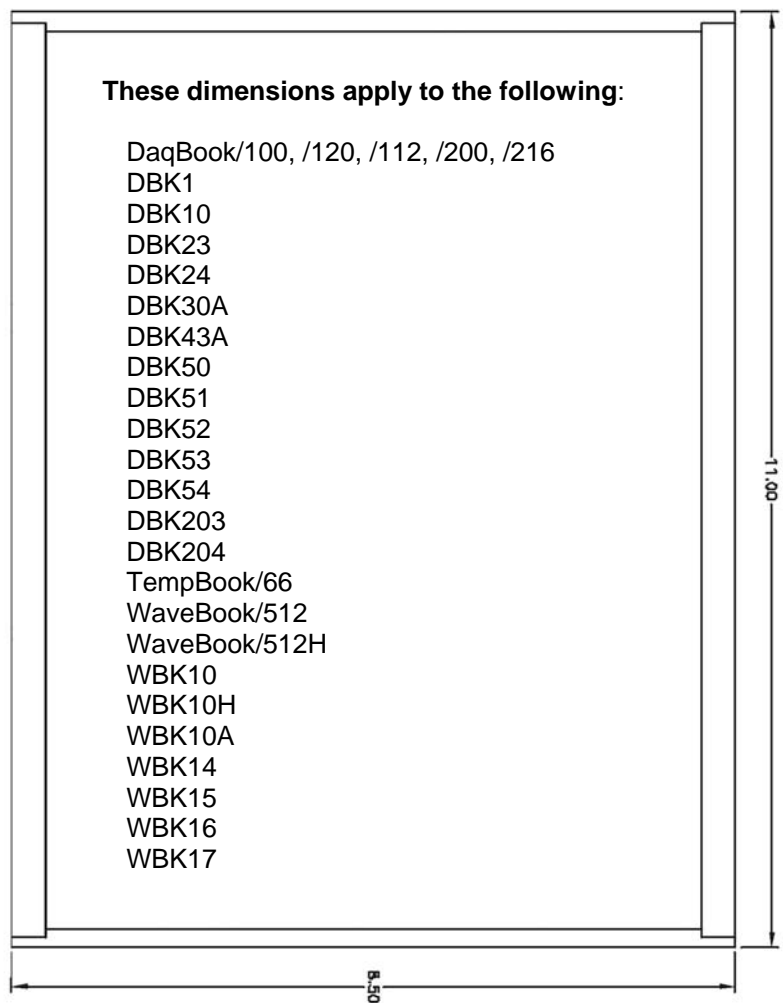 These dimensions apply to the following:
DaqBook/100, /120, /112, /200, /216
DBK1
DBK10
DBK23
DBK24
DBK30A
DBK43A
DBK50
DBK51
DBK52
DBK53
DBK54
DBK203
DBK204
TempBook/66
WaveBook/512
WaveBook/512H
WBK10
WBK10H
WBK10A
WBK14
WBK15
WBK16
WBK17
11.00
8.50